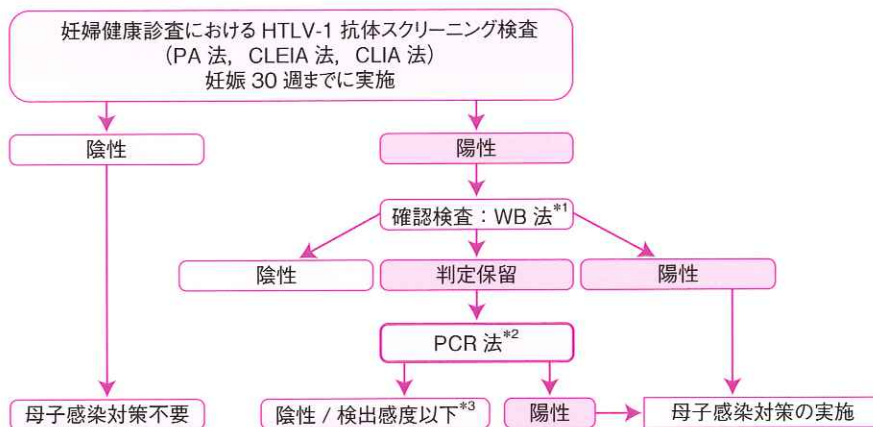 妊婦健康診査における HTLV-1 抗体スクリーニング検査
（PA 法，CLEIA 法，CLIA 法）
妊娠 30 週までに実施
陰性
陽性
確認検査：WB 法*1
陰性
判定保留
陽性
PCR 法*2
母子感染対策不要
陰性 / 検出感度以下*3
陽性
母子感染対策の実施